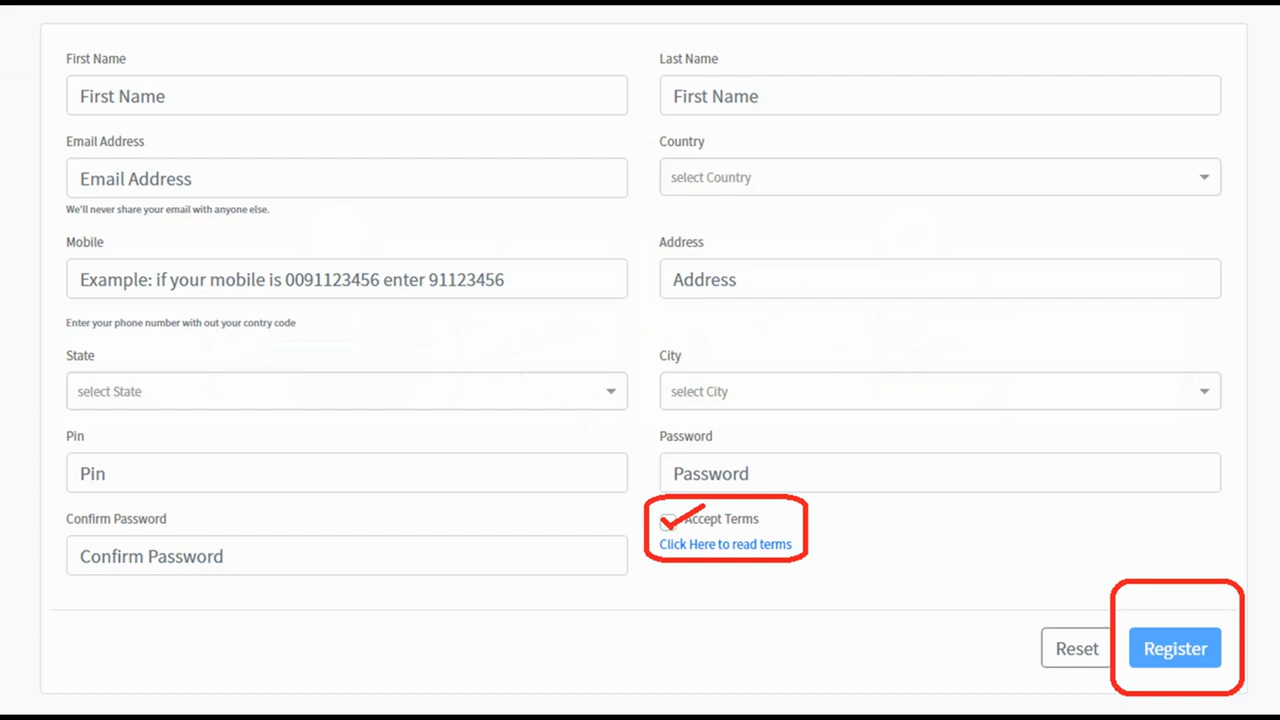 First Name
Last Name
First Name
First Name
Email Address
Country
Email Address
select Country
We'll never share your email with anyone else.
Mobile
Address
Example: if your mobile is 0091123456 enter 91123456
Address
Enter your phone number with out your contry code
State
City
select State
select City
Pin
Password
Pin
Password
Confirm Password
Accept Terms
Click Here to read terms
Confirm Password
Reset
Register